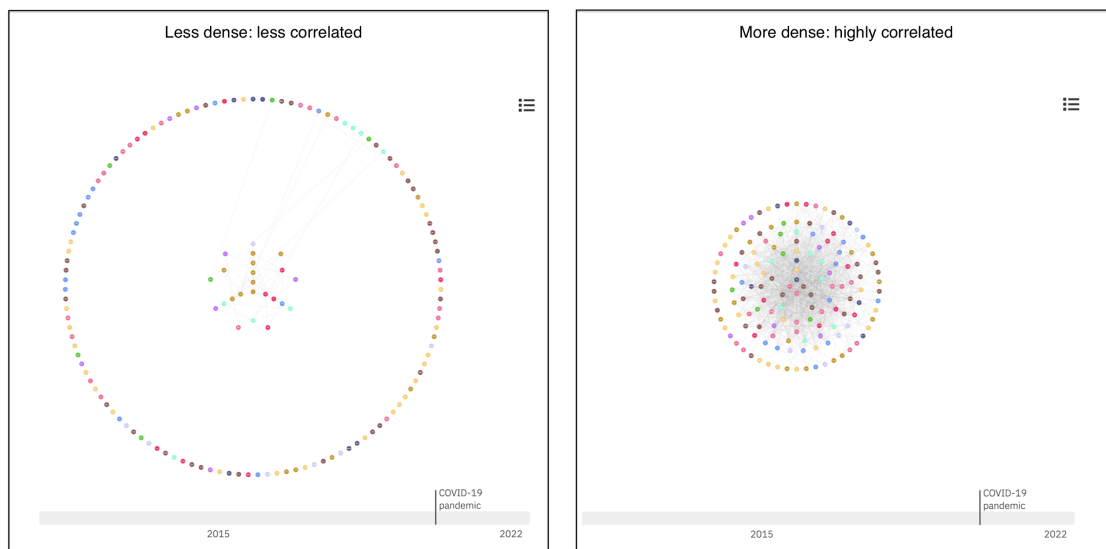 Less dense: less correlated
COVID-19
pandemic
2015
2022
More dense: highly correlated
COVID-19
pandemic
2015
2022